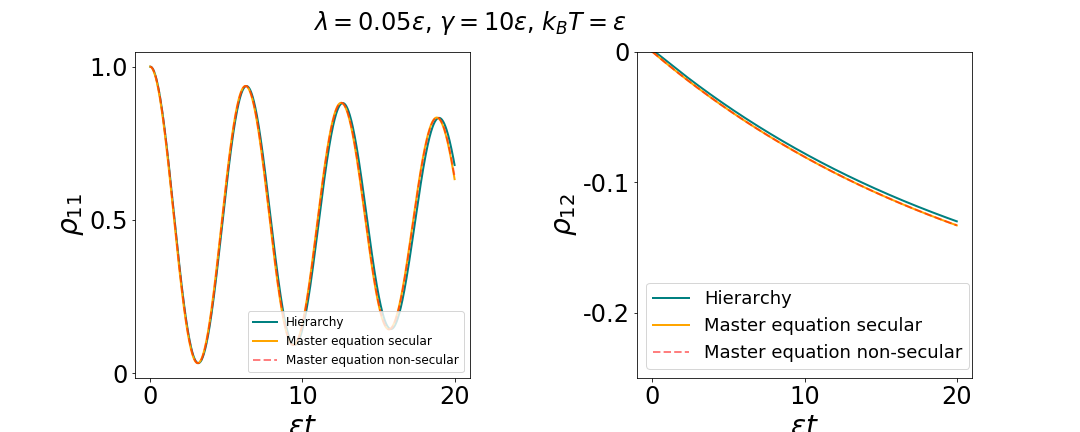 λ = 0.05ε, γ = 10ε, k_BT = ε
1.0
0.5
0
ρ₁₁
0
10
20
εt
Hierarchy
Master equation secular
Master equation non-secular
0
-0.1
-0.2
ρ₁₂
0
10
20
εt
Hierarchy
Master equation secular
Master equation non-secular